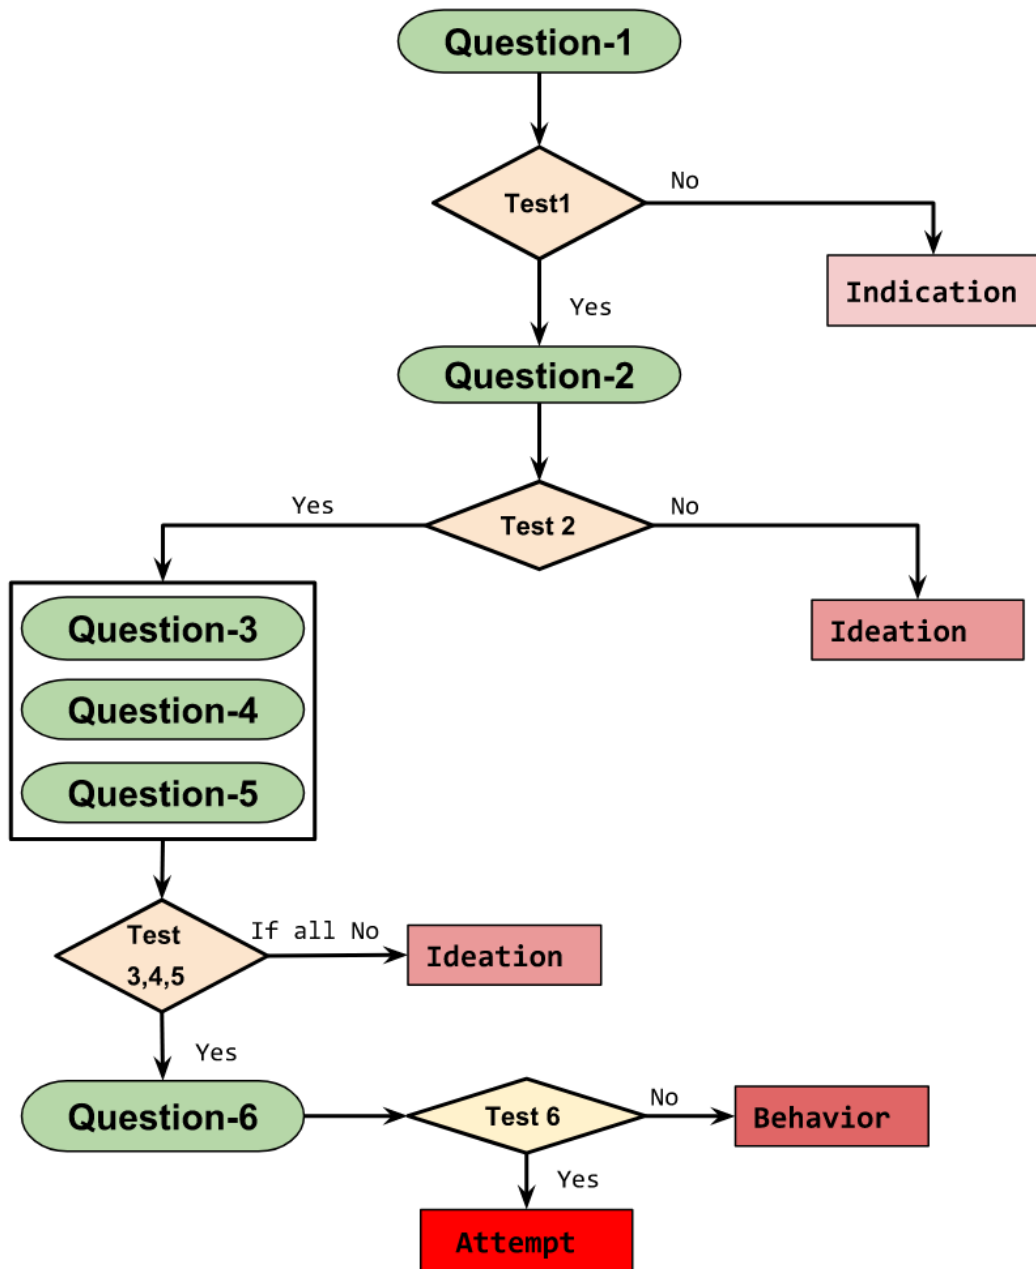 Question-1
Test1
No
Indication
Yes
Question-2
Yes
Test 2
No
Ideation
Question-3
Question-4
Question-5
Test
3,4,5
If all No
Ideation
Yes
Question-6
Test 6
No
Behavior
Yes
Attempt